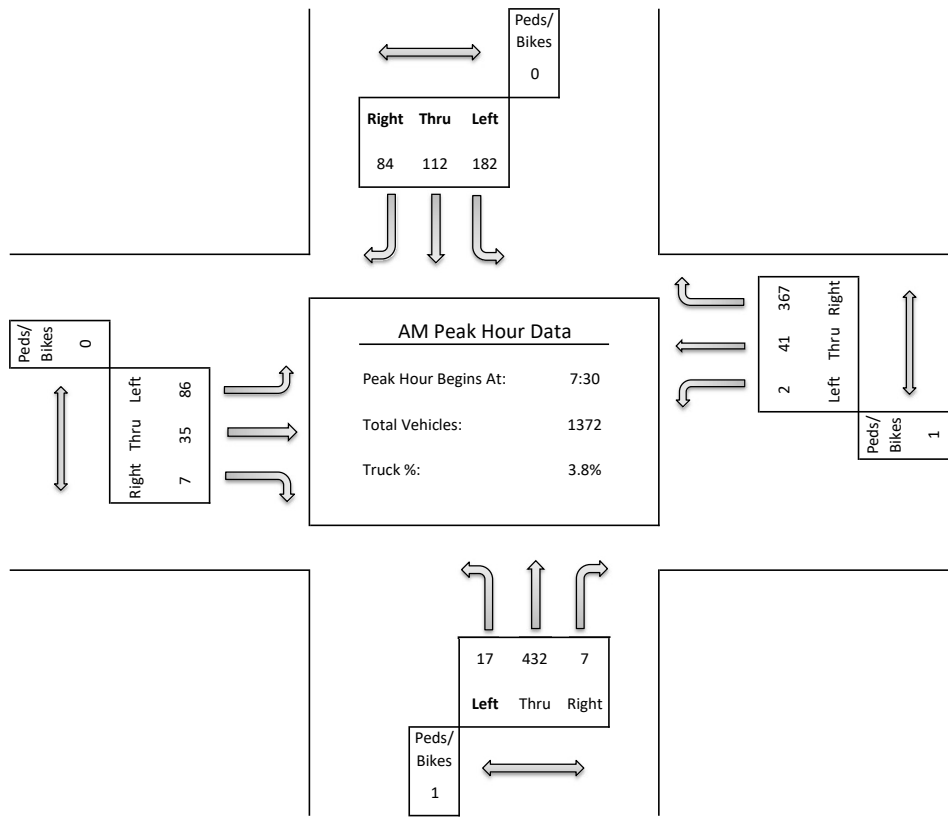 Peds/
Bikes
0
Right Thru Left
84 112 182
Peds/
Bikes
0
Left 86
Thru 35
Right 7
AM Peak Hour Data
Peak Hour Begins At: 7:30
Total Vehicles: 1372
Truck %: 3.8%
367 Right
41 Thru
2 Left
Peds/
Bikes
1
17 432 7
Left Thru Right
Peds/
Bikes
1